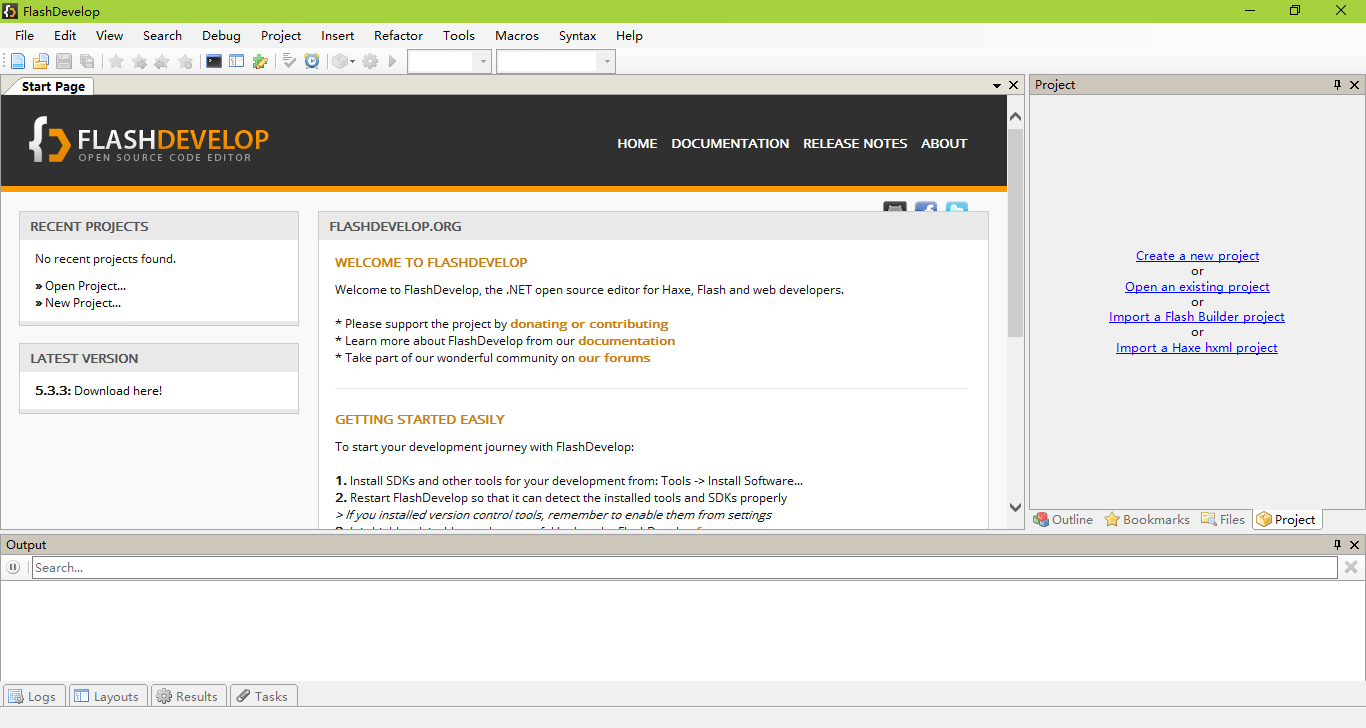 FlashDevelop
File Edit View Search Debug Project Insert Refactor Tools Macros Syntax Help
Start Page
FLASHDEVELOP
OPEN SOURCE CODE EDITOR
HOME DOCUMENTATION RELEASE NOTES ABOUT
RECENT PROJECTS
No recent projects found.
» Open Project...
» New Project...
LATEST VERSION
5.3.3: Download here!
FLASHDEVELOP.ORG
WELCOME TO FLASHDEVELOP
Welcome to FlashDevelop, the .NET open source editor for Haxe, Flash and web developers.
* Please support the project by donating or contributing
* Learn more about FlashDevelop from our documentation
* Take part of our wonderful community on our forums
GETTING STARTED EASILY
To start your development journey with FlashDevelop:
1. Install SDKs and other tools for your development from: Tools -> Install Software...
2. Restart FlashDevelop so that it can detect the installed tools and SDKs properly
> If you installed version control tools, remember to enable them from settings
Project
Create a new project
or
Open an existing project
or
Import a Flash Builder project
or
Import a Haxe hxml project
Outline Bookmarks Files Project
Output
Search...
Logs Layouts Results Tasks